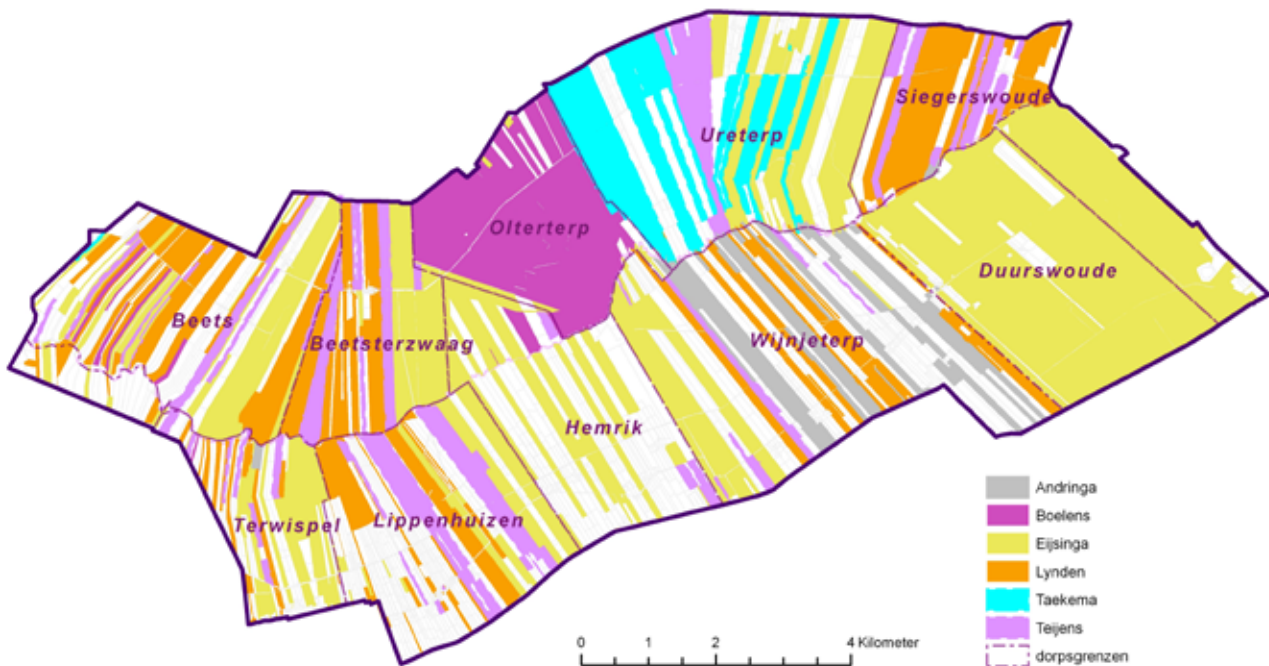 Siegerswoude
Ureterp
Olterterp
Duurswoude
Beets
Beetsterzwaag
Wijnjeterp
Hemrik
Terwispel
Lippenhuizen
Andringa
Boelens
Eijsinga
Lynden
Taekema
Teijens
dorpsgrenzen
0 1 2 4 Kilometer